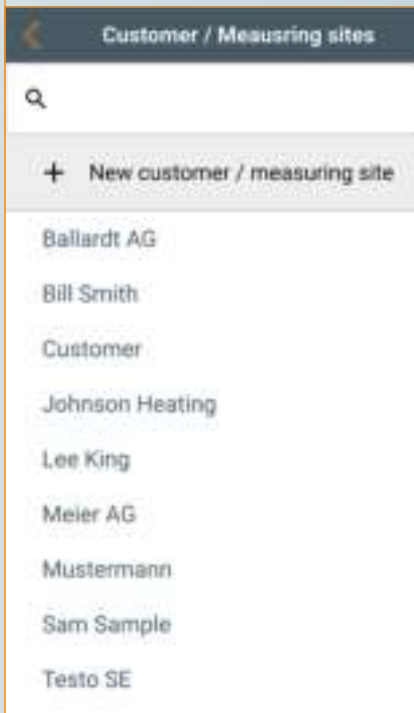 Customer / Meausring sites
+ New customer / measuring site
Ballardt AG
Bill Smith
Customer
Johnson Heating
Lee King
Meier AG
Mustermann
Sam Sample
Testo SE